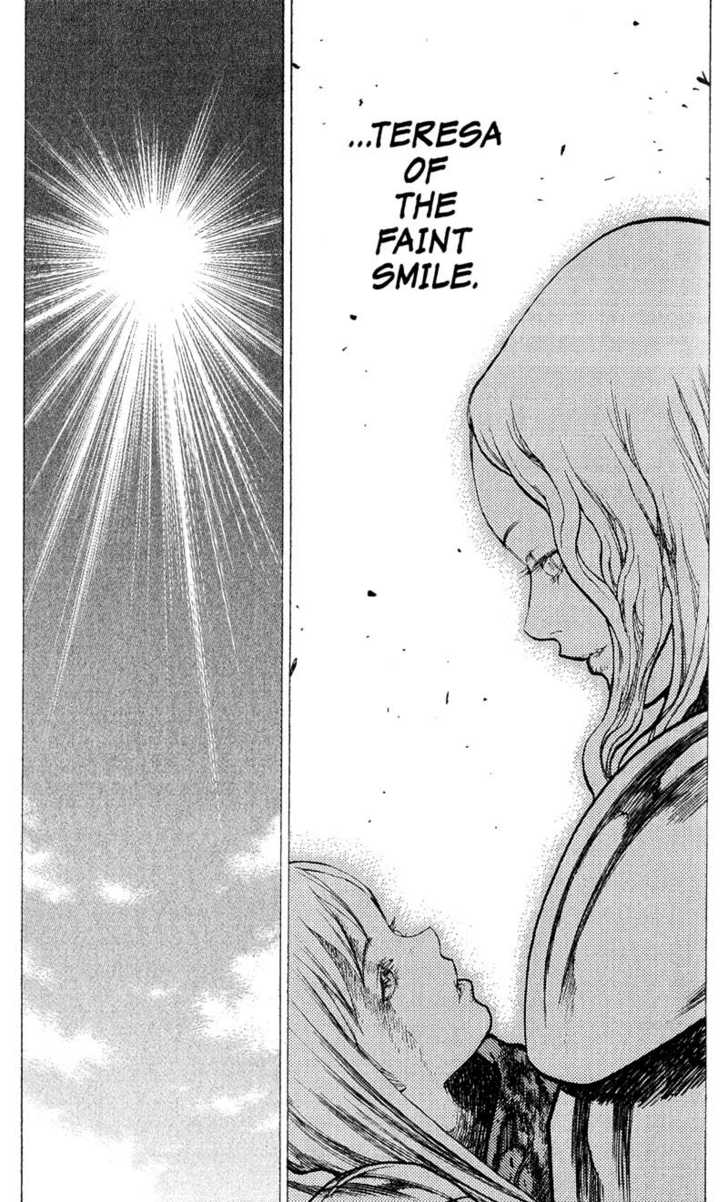 ...TERESA
OF
THE
FAINT
SMILE.